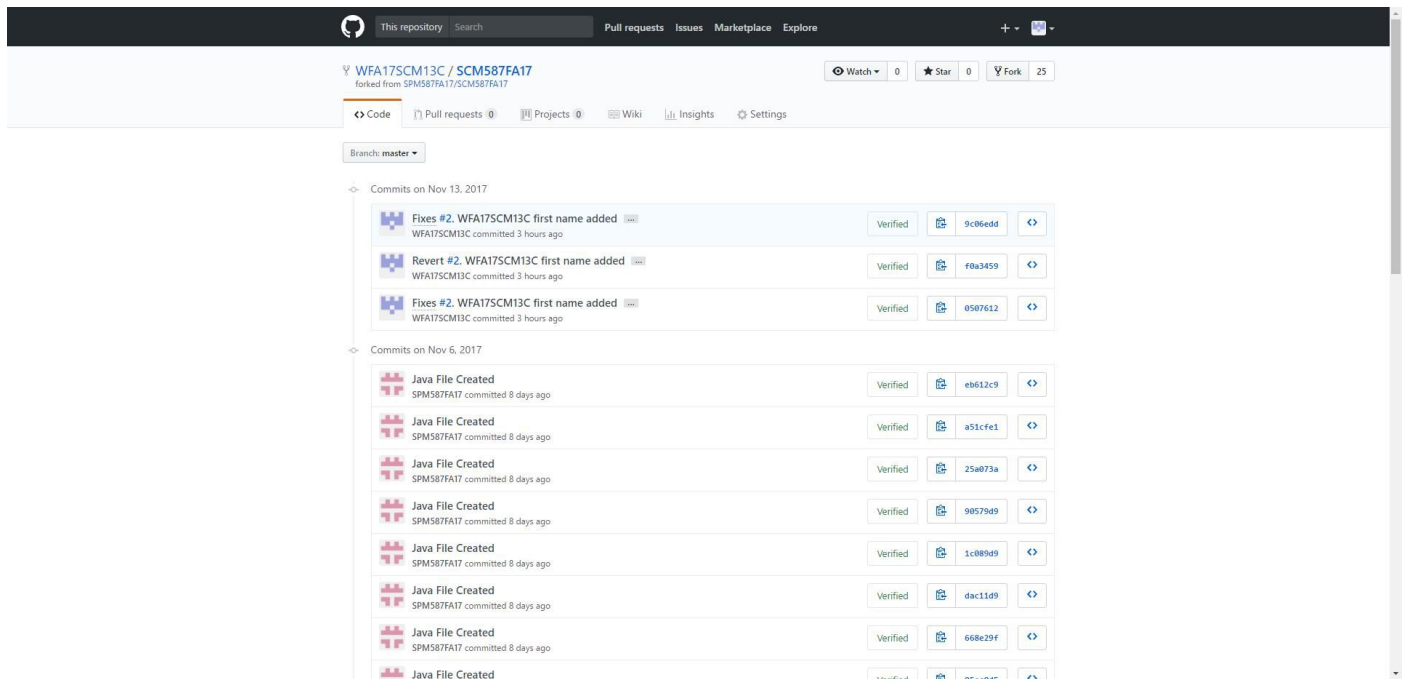 This repository Search Pull requests Issues Marketplace Explore
WFA17SCM13C / SCM587FA17 Watch 0 Star 0 Fork 25
forked from SPM587FA17/SCM587FA17
Code Pull requests 0 Projects 0 Wiki Insights Settings
Branch: master
Commits on Nov 13, 2017
Fixes #2. WFA17SCM13C first name added … Verified 9c06edd
WFA17SCM13C committed 3 hours ago
Revert #2. WFA17SCM13C first name added … Verified f0a3459
WFA17SCM13C committed 3 hours ago
Fixes #2. WFA17SCM13C first name added … Verified 0507612
WFA17SCM13C committed 3 hours ago
Commits on Nov 6, 2017
Java File Created Verified eb612c9
SPM587FA17 committed 8 days ago
Java File Created Verified a51cfe1
SPM587FA17 committed 8 days ago
Java File Created Verified 25a073a
SPM587FA17 committed 8 days ago
Java File Created Verified 90579d9
SPM587FA17 committed 8 days ago
Java File Created Verified 1c089d9
SPM587FA17 committed 8 days ago
Java File Created Verified dac11d9
SPM587FA17 committed 8 days ago
Java File Created Verified 668e29f
SPM587FA17 committed 8 days ago
Java File Created